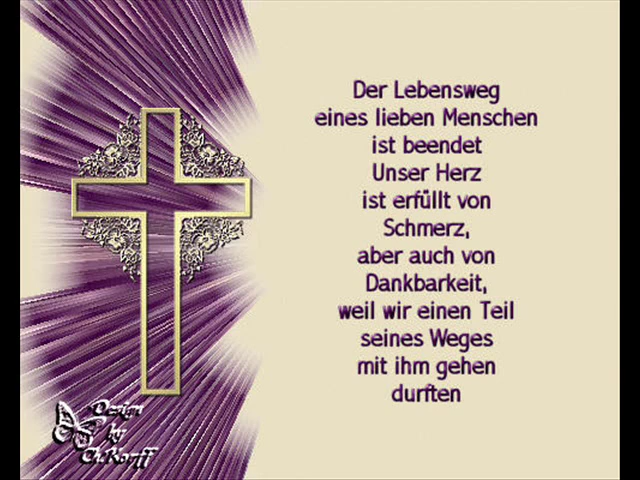 Der Lebensweg
eines lieben Menschen
ist beendet
Unser Herz
ist erfüllt von
Schmerz,
aber auch von
Dankbarkeit,
weil wir einen Teil
seines Weges
mit ihm gehen
durften
Design
by